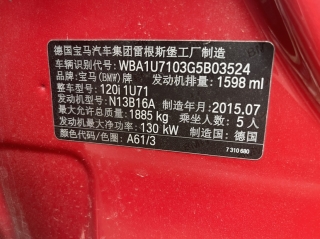 德国宝马汽车集团雷根斯堡工厂制造
车辆识别代号: WBA1U7103G5B03524
品牌: 宝马(BMW)牌 发动机排量: 1598 ml
整车型号: 120i 1U71
发动机型号: N13B16A 制造年月: 2015.07
最大允许总质量: 1885 kg 乘坐人数: 5 人
发动机最大净功率: 130 kW 制造国: 德国
颜色代码/色圈: A61/3
7 310 680